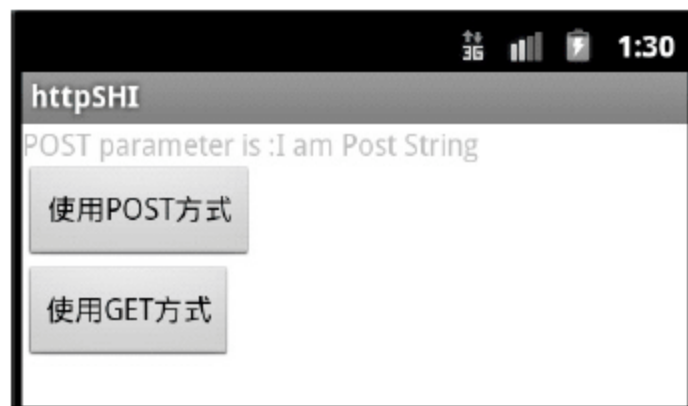 3G 1:30
httpSHI
POST parameter is :I am Post String
使用POST方式
使用GET方式